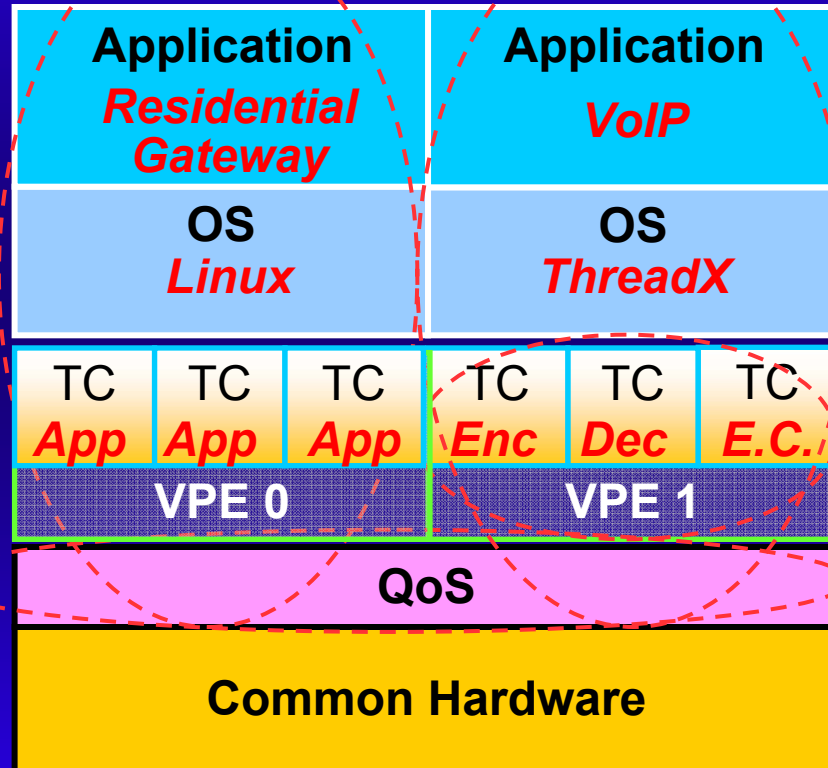 Application
Residential
Gateway
Application
VoIP
OS
Linux
OS
ThreadX
TC
App
TC
App
TC
App
TC
Enc
TC
Dec
TC
E.C.
VPE 0
VPE 1
QoS
Common Hardware